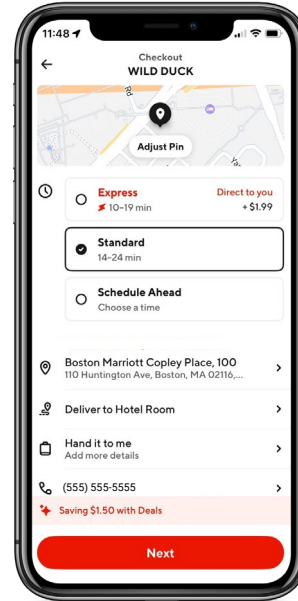 11:48
Checkout
WILD DUCK
Rd
Adjust Pin
Express
Direct to you
10–19 min
+ $1.99
Standard
14–24 min
Schedule Ahead
Choose a time
Boston Marriott Copley Place, 100
110 Huntington Ave, Boston, MA 02116,...
Deliver to Hotel Room
Hand it to me
Add more details
(555) 555-5555
Saving $1.50 with Deals
Next